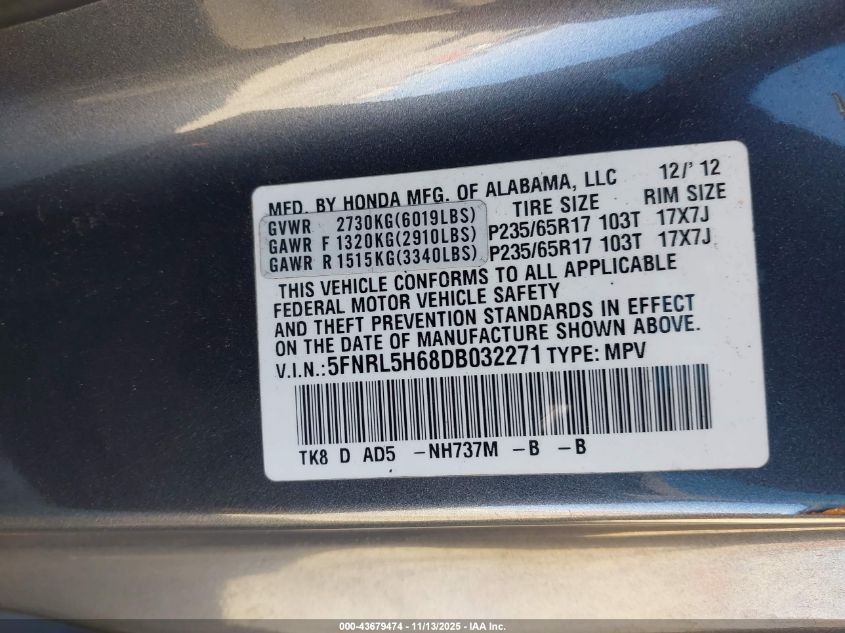 MFD. BY HONDA MFG. OF ALABAMA, LLC 12/' 12
TIRE SIZE RIM SIZE
GVWR 2730KG(6019LBS)
GAWR F 1320KG(2910LBS) P235/65R17 103T 17X7J
GAWR R 1515KG(3340LBS) P235/65R17 103T 17X7J
THIS VEHICLE CONFORMS TO ALL APPLICABLE
FEDERAL MOTOR VEHICLE SAFETY
AND THEFT PREVENTION STANDARDS IN EFFECT
ON THE DATE OF MANUFACTURE SHOWN ABOVE.
V.I.N.: 5FNRL5H68DB032271 TYPE: MPV
TK8 D AD5 -NH737M -B -B
000-43679474 - 11/13/2025 - IAA Inc.